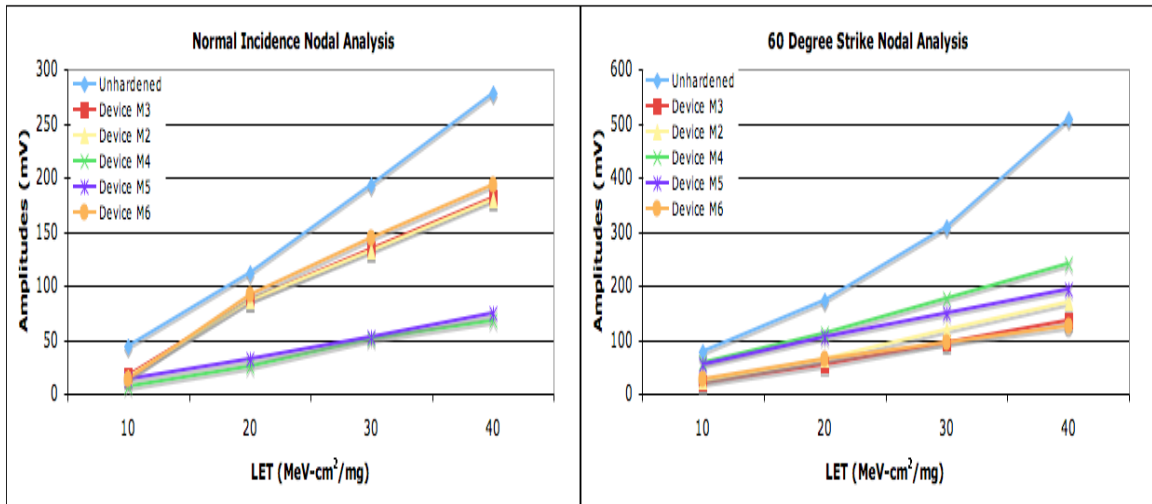 Normal Incidence Nodal Analysis
300
250
200
150
100
50
0
Amplitudes (mV)
Unhardened
Device M3
Device M2
Device M4
Device M5
Device M6
10 20 30 40
LET (MeV-cm²/mg)
60 Degree Strike Nodal Analysis
600
500
400
300
200
100
0
Amplitudes (mV)
Unhardened
Device M3
Device M2
Device M4
Device M5
Device M6
10 20 30 40
LET (MeV-cm²/mg)